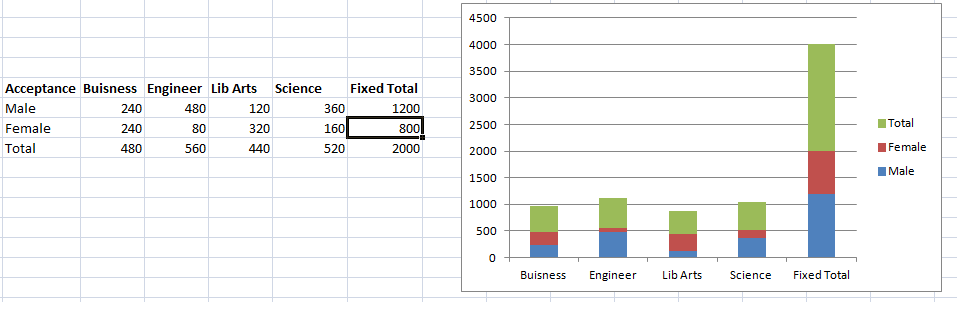 Acceptance Buisness Engineer Lib Arts Science Fixed Total
Male 240 480 120 360 1200
Female 240 80 320 160 800
Total 480 560 440 520 2000
4500
4000
3500
3000
2500
2000
1500
1000
500
0
Buisness Engineer Lib Arts Science Fixed Total
Total
Female
Male